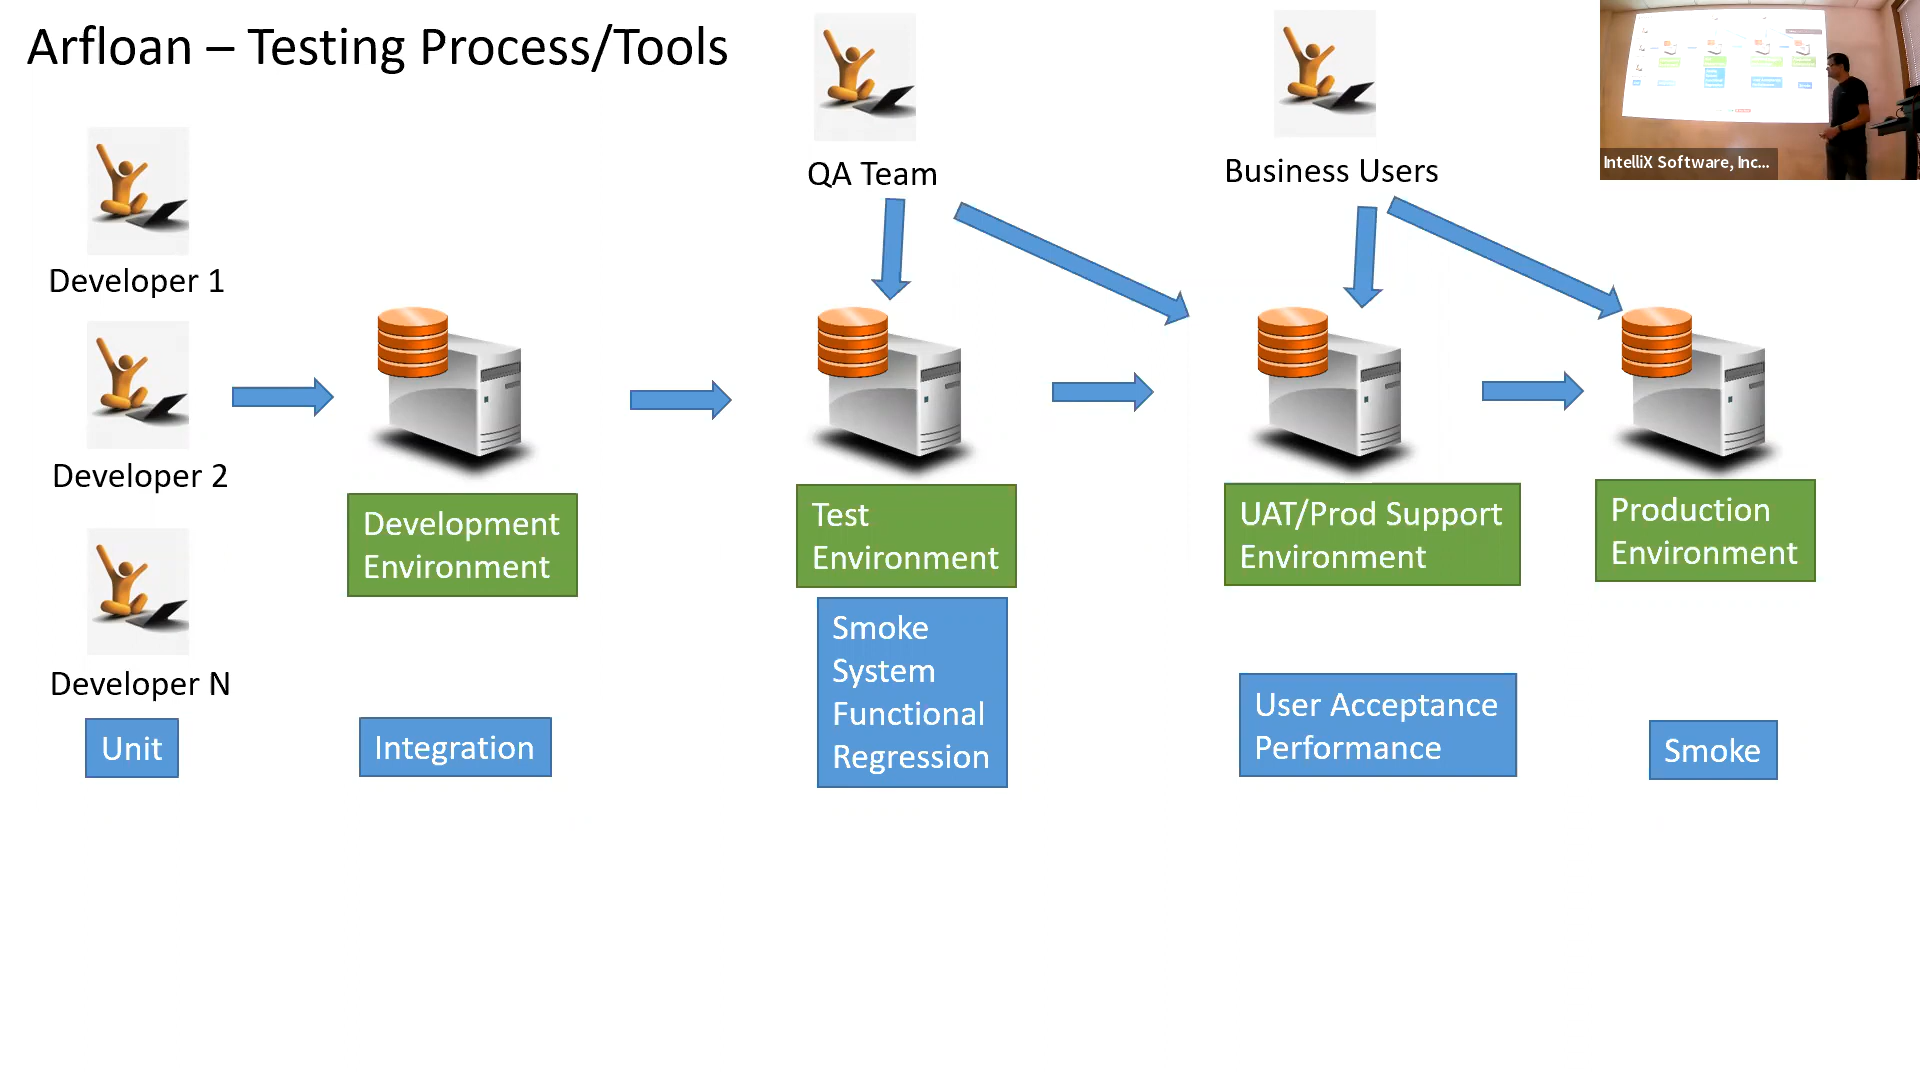 Arfloan – Testing Process/Tools
QA Team
Business Users
IntelliX Software, Inc...
Developer 1
Developer 2
Developer N
Development
Environment
Test
Environment
UAT/Prod Support
Environment
Production
Environment
Unit
Integration
Smoke
System
Functional
Regression
User Acceptance
Performance
Smoke